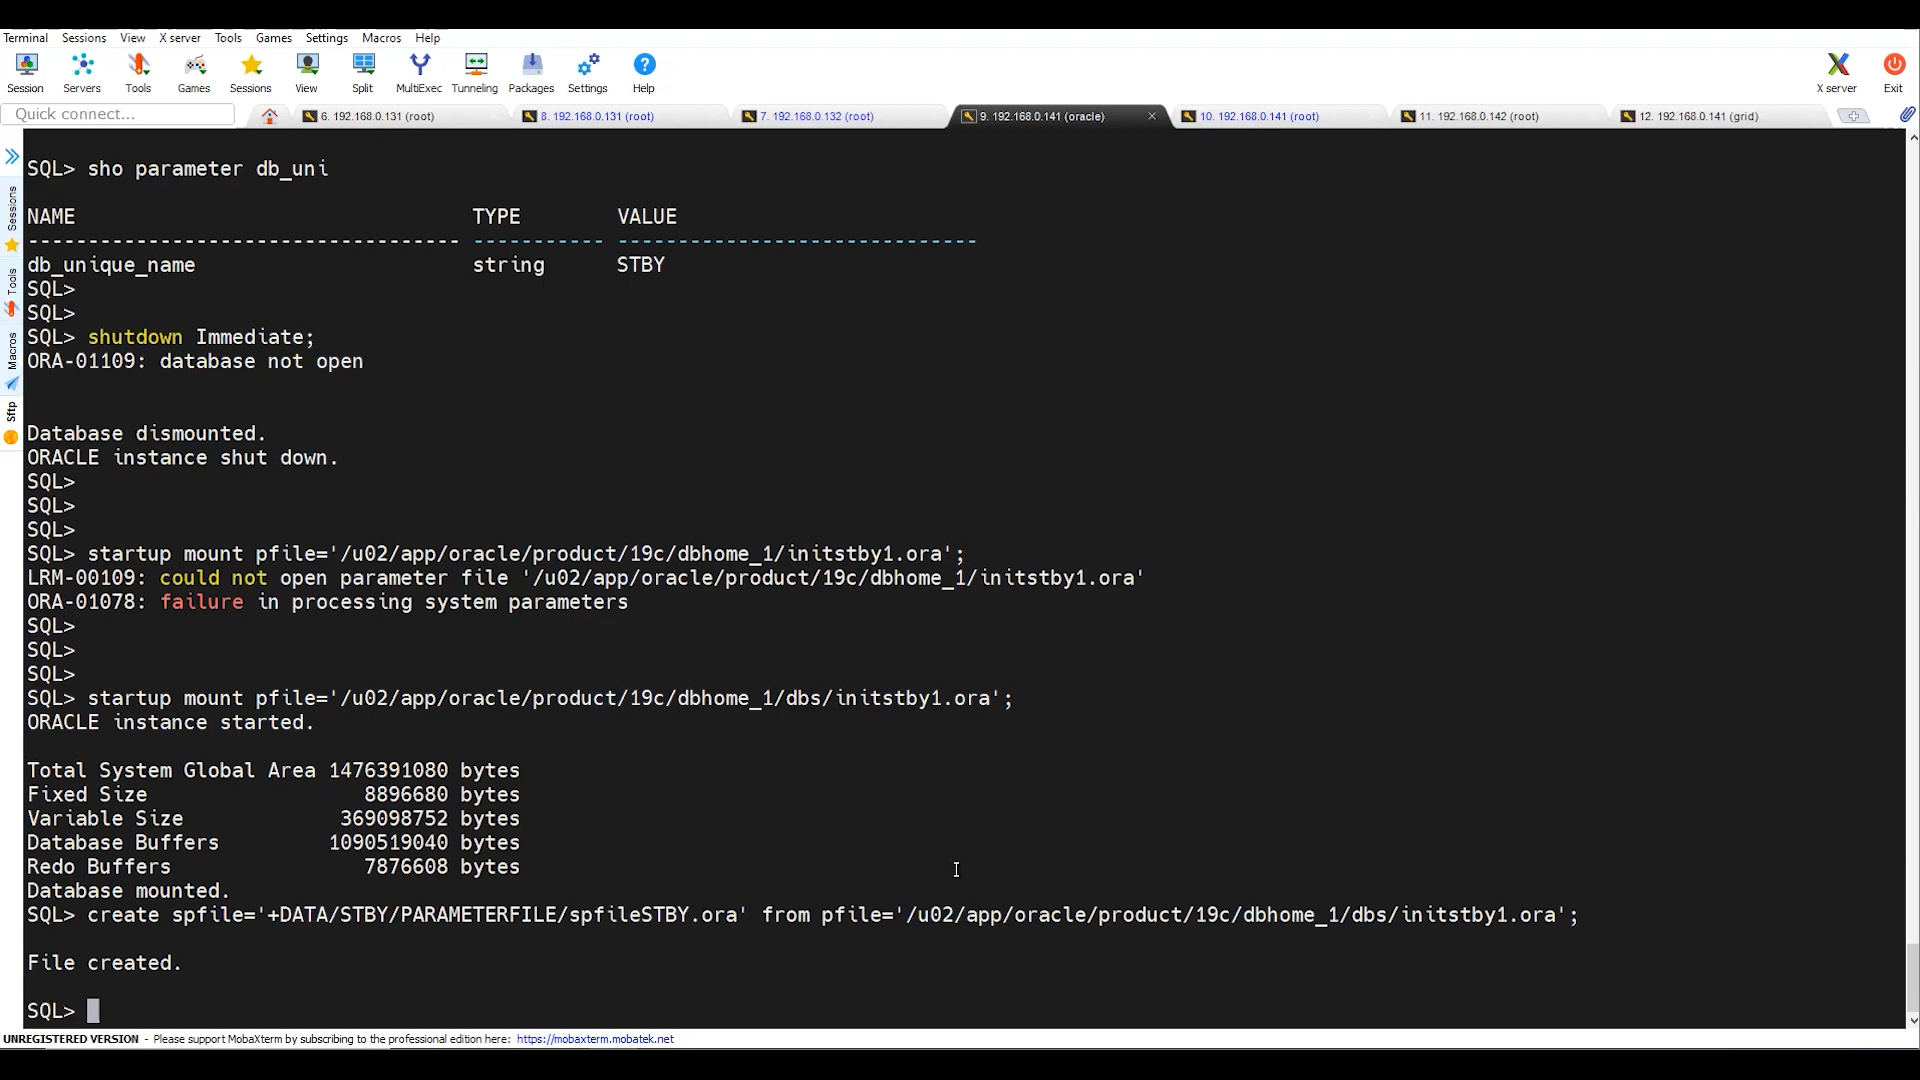 Terminal Sessions View X server Tools Games Settings Macros Help
Session Servers Tools Games Sessions View Split MultiExec Tunneling Packages Settings Help X server Exit
Quick connect... 6. 192.168.0.131 (root) 8. 192.168.0.131 (root) 7. 192.168.0.132 (root) 9. 192.168.0.141 (oracle) 10. 192.168.0.141 (root) 11. 192.168.0.142 (root) 12. 192.168.0.141 (grid)
Sessions
Tools
Macros
Sftp
SQL> sho parameter db_uni
NAME TYPE VALUE
------------------------------------ ----------- ------------------------------
db_unique_name string STBY
SQL>
SQL>
SQL> shutdown Immediate;
ORA-01109: database not open
Database dismounted.
ORACLE instance shut down.
SQL>
SQL>
SQL>
SQL> startup mount pfile='/u02/app/oracle/product/19c/dbhome_1/initstby1.ora';
LRM-00109: could not open parameter file '/u02/app/oracle/product/19c/dbhome_1/initstby1.ora'
ORA-01078: failure in processing system parameters
SQL>
SQL>
SQL>
SQL> startup mount pfile='/u02/app/oracle/product/19c/dbhome_1/dbs/initstby1.ora';
ORACLE instance started.
Total System Global Area 1476391080 bytes
Fixed Size 8896680 bytes
Variable Size 369098752 bytes
Database Buffers 1090519040 bytes
Redo Buffers 7876608 bytes
Database mounted.
SQL> create spfile='+DATA/STBY/PARAMETERFILE/spfileSTBY.ora' from pfile='/u02/app/oracle/product/19c/dbhome_1/dbs/initstby1.ora';
File created.
SQL>
UNREGISTERED VERSION - Please support MobaXterm by subscribing to the professional edition here: https://mobaxterm.mobatek.net